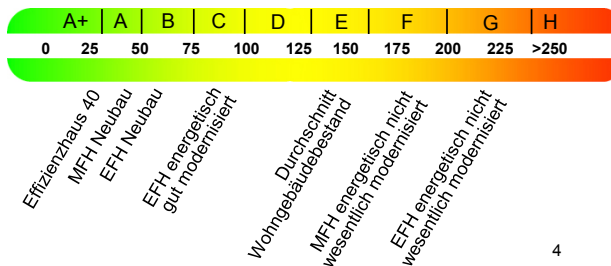 A+ A B C D E F G H
0 25 50 75 100 125 150 175 200 225 >250
Effizienzhaus 40
MFH Neubau
EFH Neubau
EFH energetisch
gut modernisiert
Durchschnitt
Wohngebäudebestand
MFH energetisch nicht
wesentlich modernisiert
EFH energetisch nicht
wesentlich modernisiert
4